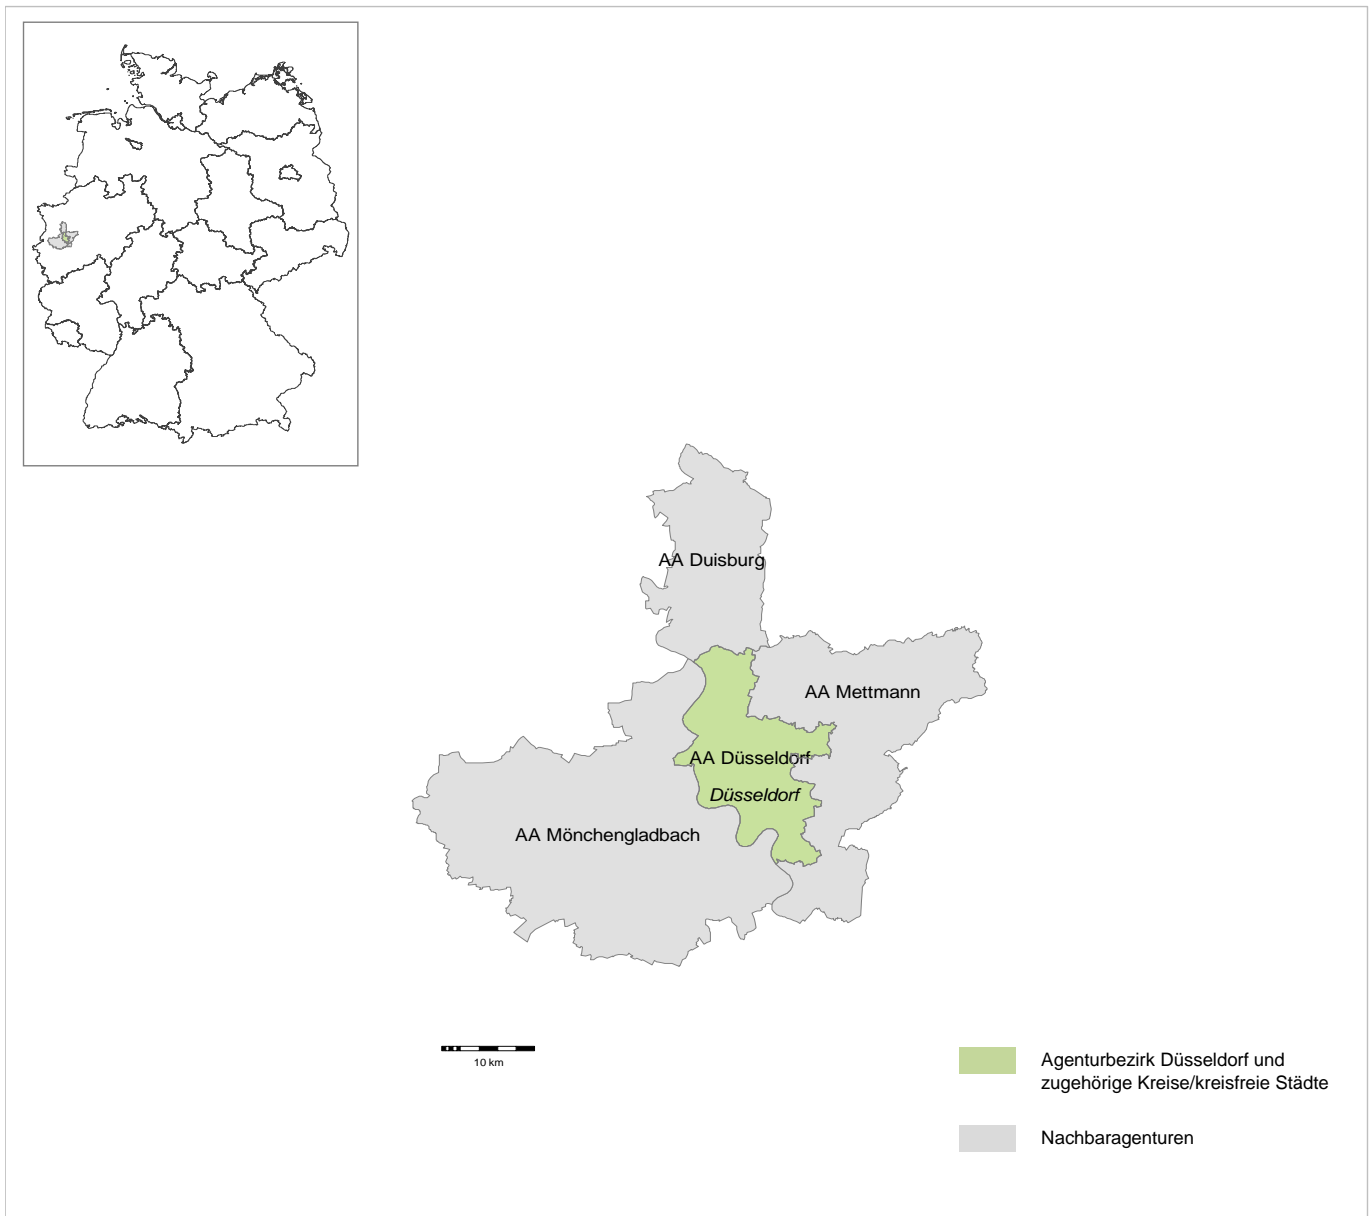 AA Duisburg
AA Mettmann
AA Düsseldorf
Düsseldorf
AA Mönchengladbach
10 km
Agenturbezirk Düsseldorf und
zugehörige Kreise/kreisfreie Städte
Nachbaragenturen